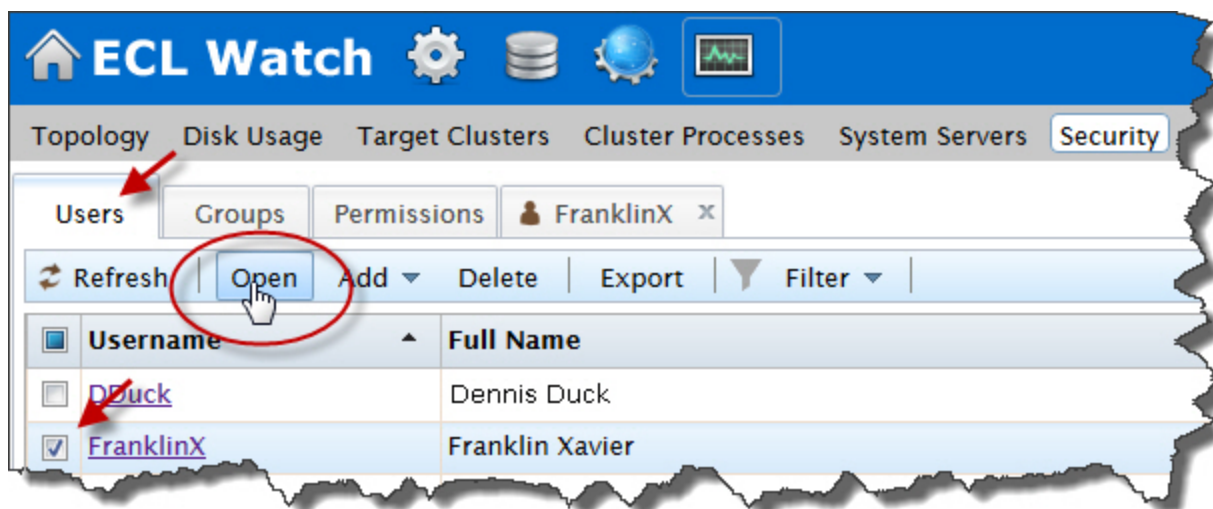 ECL Watch
Topology Disk Usage Target Clusters Cluster Processes System Servers Security
Users Groups Permissions FranklinX x
Refresh Open Add Delete Export Filter
Username Full Name
DDuck Dennis Duck
FranklinX Franklin Xavier